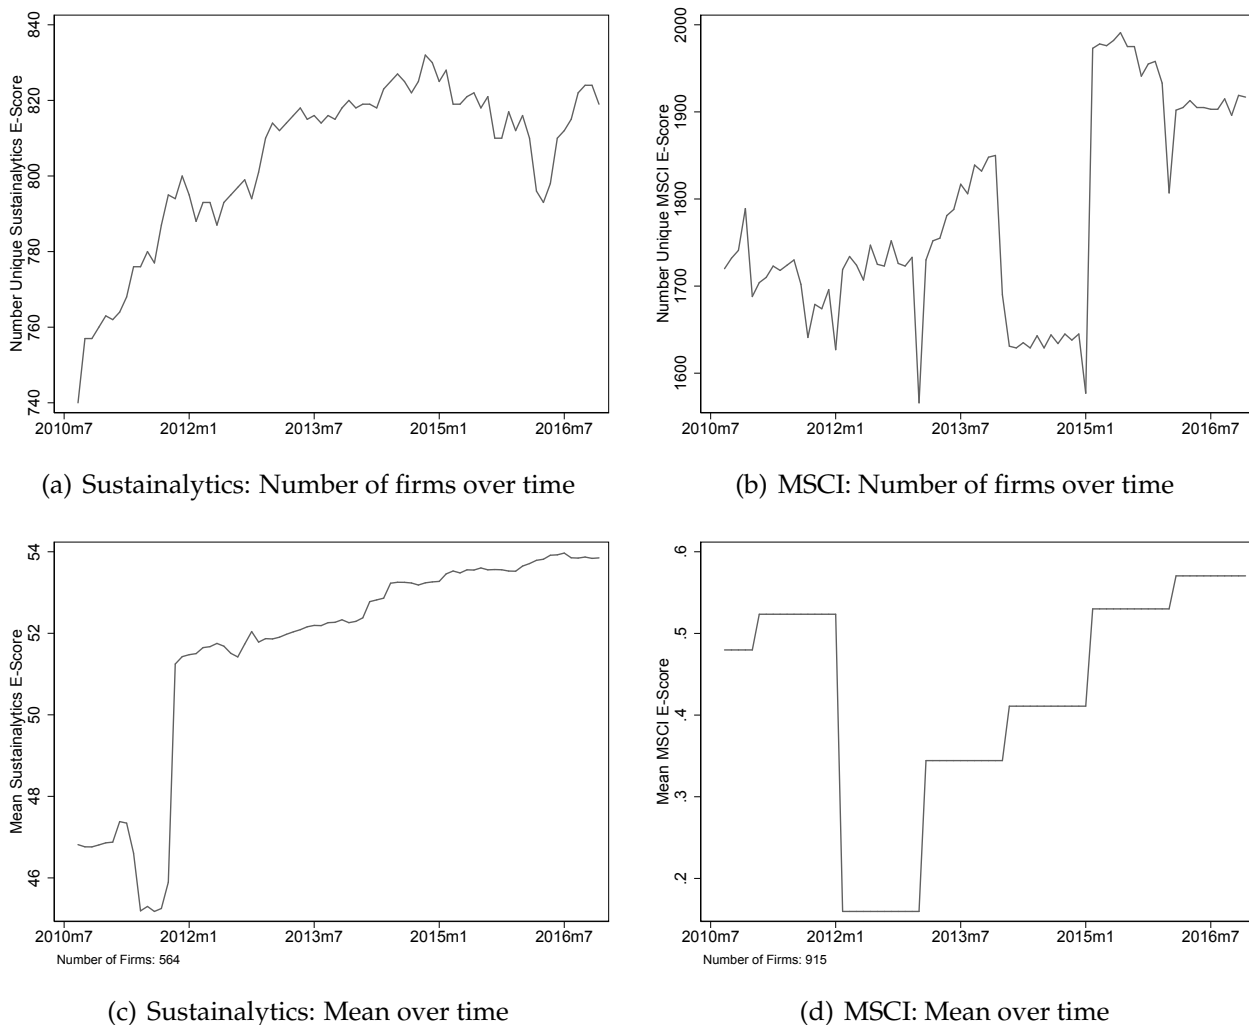 Number Unique Sustainalytics E-Score
840
820
800
780
760
740
2010m7 2012m1 2013m7 2015m1 2016m7
(a) Sustainalytics: Number of firms over time
Number Unique MSCI E-Score
2000
1900
1800
1700
1600
2010m7 2012m1 2013m7 2015m1 2016m7
(b) MSCI: Number of firms over time
Mean Sustainalytics E-Score
54
52
50
48
46
2010m7 2012m1 2013m7 2015m1 2016m7
Number of Firms: 564
(c) Sustainalytics: Mean over time
Mean MSCI E-Score
.6
.5
.4
.3
.2
2010m7 2012m1 2013m7 2015m1 2016m7
Number of Firms: 915
(d) MSCI: Mean over time